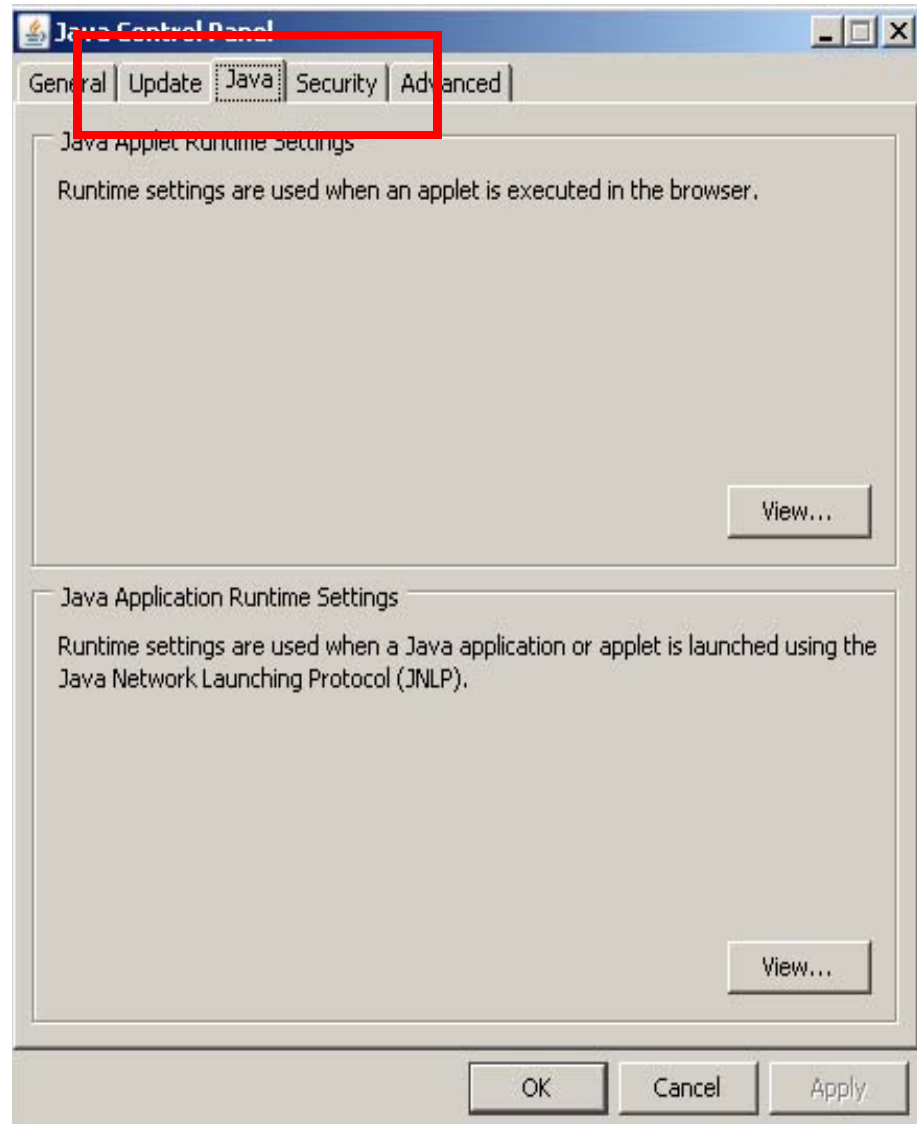 Java Control Panel
General Update Java Security Advanced
Java Applet Runtime Settings
Runtime settings are used when an applet is executed in the browser.
View...
Java Application Runtime Settings
Runtime settings are used when a Java application or applet is launched using the
Java Network Launching Protocol (JNLP).
View...
OK Cancel Apply